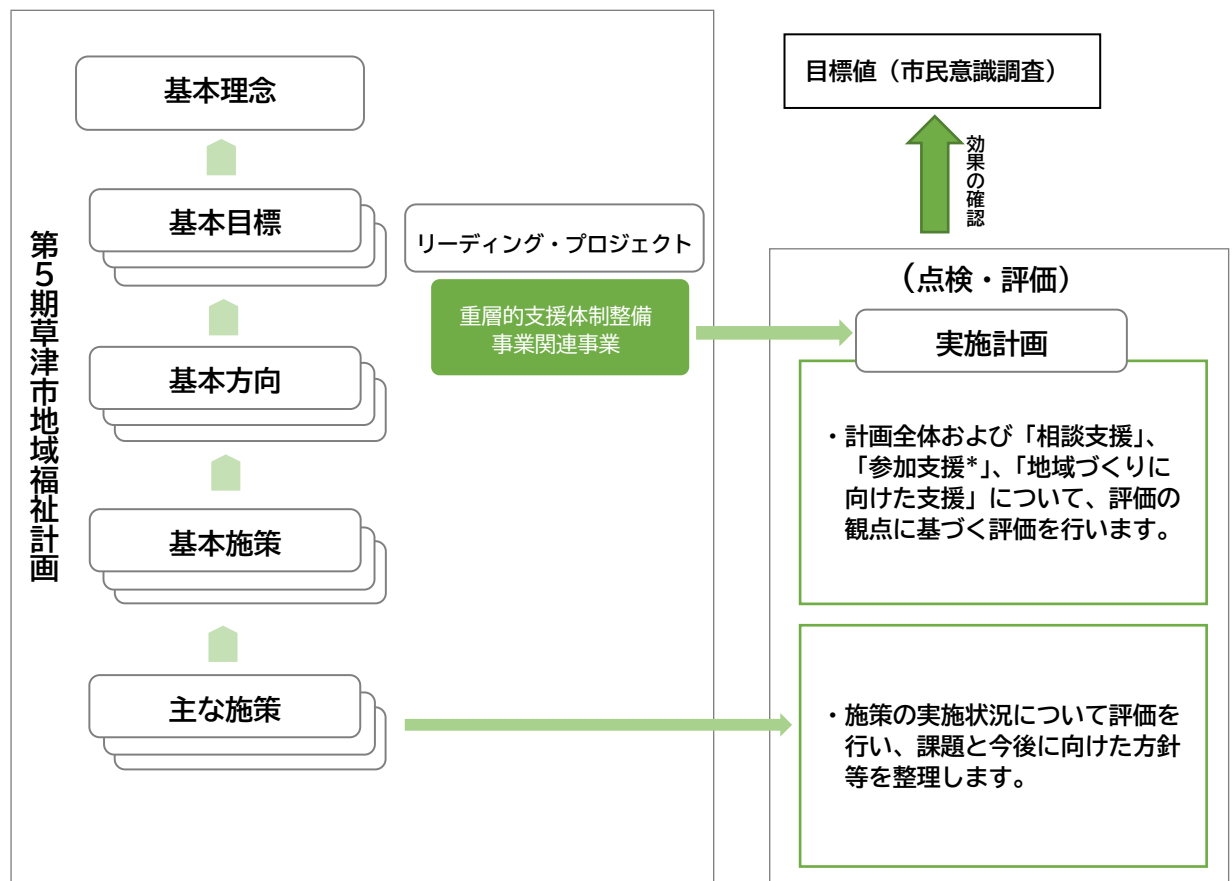 第５期草津市地域福祉計画
基本理念
基本目標
基本方向
基本施策
主な施策
リーディング・プロジェクト
重層的支援体制整備
事業関連事業
目標値（市民意識調査）
効果の確認
（点検・評価）
実施計画
・計画全体および「相談支援」、
「参加支援*」、「地域づくりに
向けた支援」について、評価の
観点に基づく評価を行います。
・施策の実施状況について評価を
行い、課題と今後に向けた方針
等を整理します。